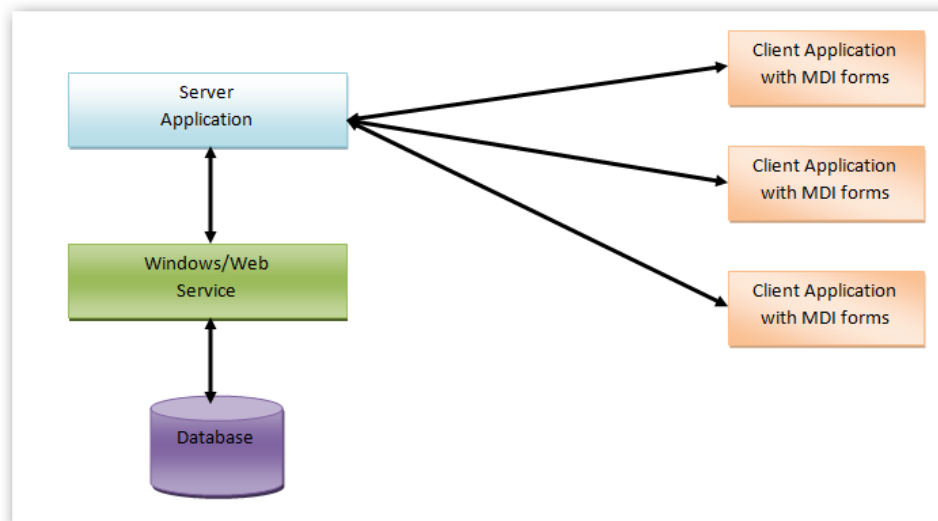 Server
Application
Windows/Web
Service
Database
Client Application
with MDI forms
Client Application
with MDI forms
Client Application
with MDI forms